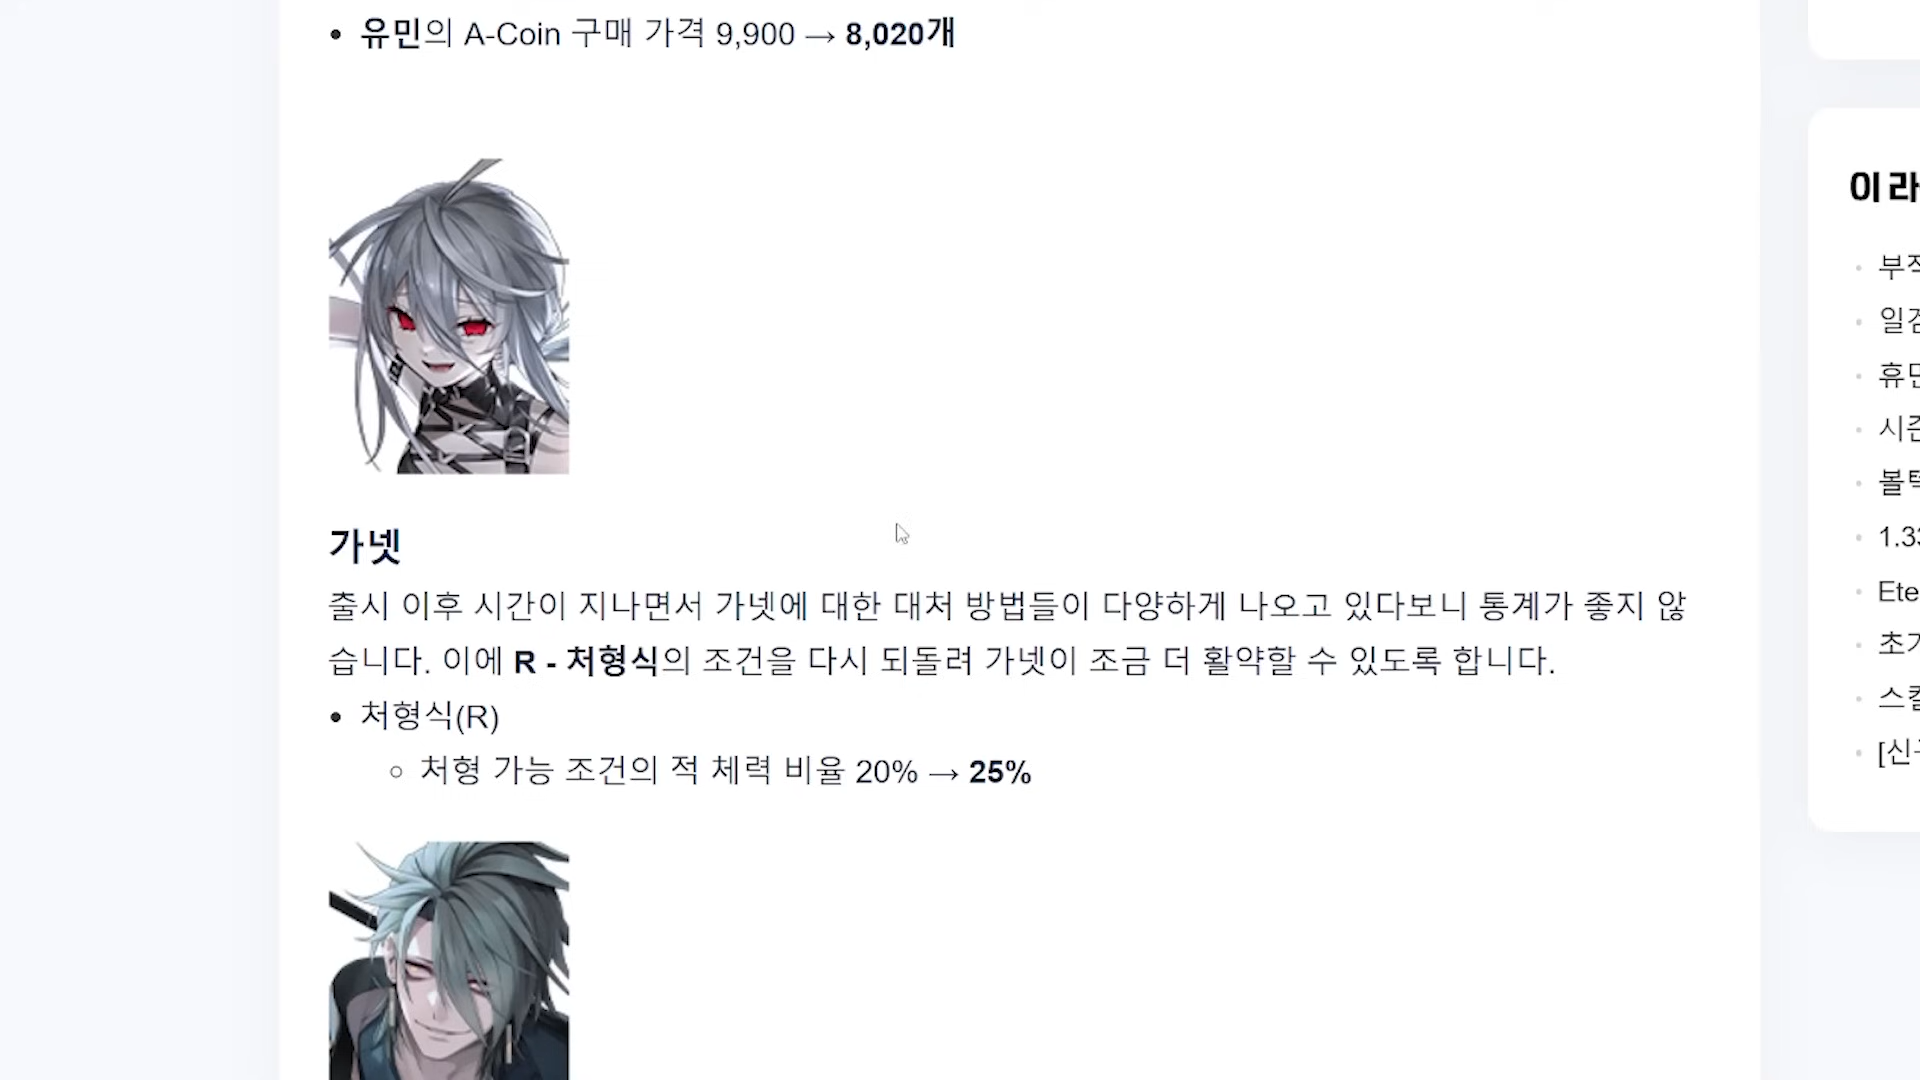 유민의 A-Coin 구매 가격 9,900 → 8,020개
가넷
출시 이후 시간이 지나면서 가넷에 대한 대처 방법들이 다양하게 나오고 있다보니 통계가 좋지 않
습니다. 이에 R - 처형식의 조건을 다시 되돌려 가넷이 조금 더 활약할 수 있도록 합니다.
처형식(R)
처형 가능 조건의 적 체력 비율 20% → 25%
이라
일
시즌
1.33
Ete
초기
스킬
[신규